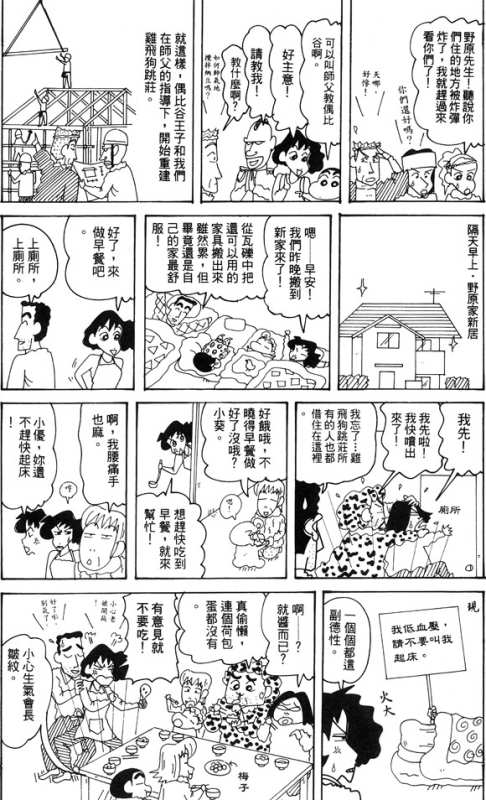 野原先生！聽說你
們住的地方被炸彈
炸了，我就趕過來
看你們了！
天哪，
好慘！
你們還好嗎？
可以叫師父教偶比
谷啊。
好主意！
請教我！
教什麼啊？
攪拌納豆嗎？
就這樣，偶比谷王子和我們
在師父的指導下，開始重建
雞飛狗跳莊。
隔天早上．野原家新居
嗯－早安！
我們昨晚搬到
新家來了？
從瓦礫中把
還可以用的
家具搬出來
雖然累，但
畢竟還是自
己的家最舒
服！
好了，來
做早餐吧
。
上廁所，
上廁所。
我先！
我先啦！
我快噴出
來了！
我忘了…雞
飛狗跳莊所
有的人也都
借住在這裡
。
廁所
好餓哦，不
曉得早餐做
好了沒哦？
小葵。
想趕快吃到
早餐，就來
幫忙！
啊，我腰痛手
也麻。
小優，妳還
不趕快起床
哼
現
我低血壓，
請不要叫我
起床。
火大
一個個都這
副德性。
啊－－？
就醬而已？
真偷懶，
連個荷包
蛋都沒有
。
有意見就
不要吃！
小心生氣會長
皺紋。
好了啦，
別氣了。
梅子